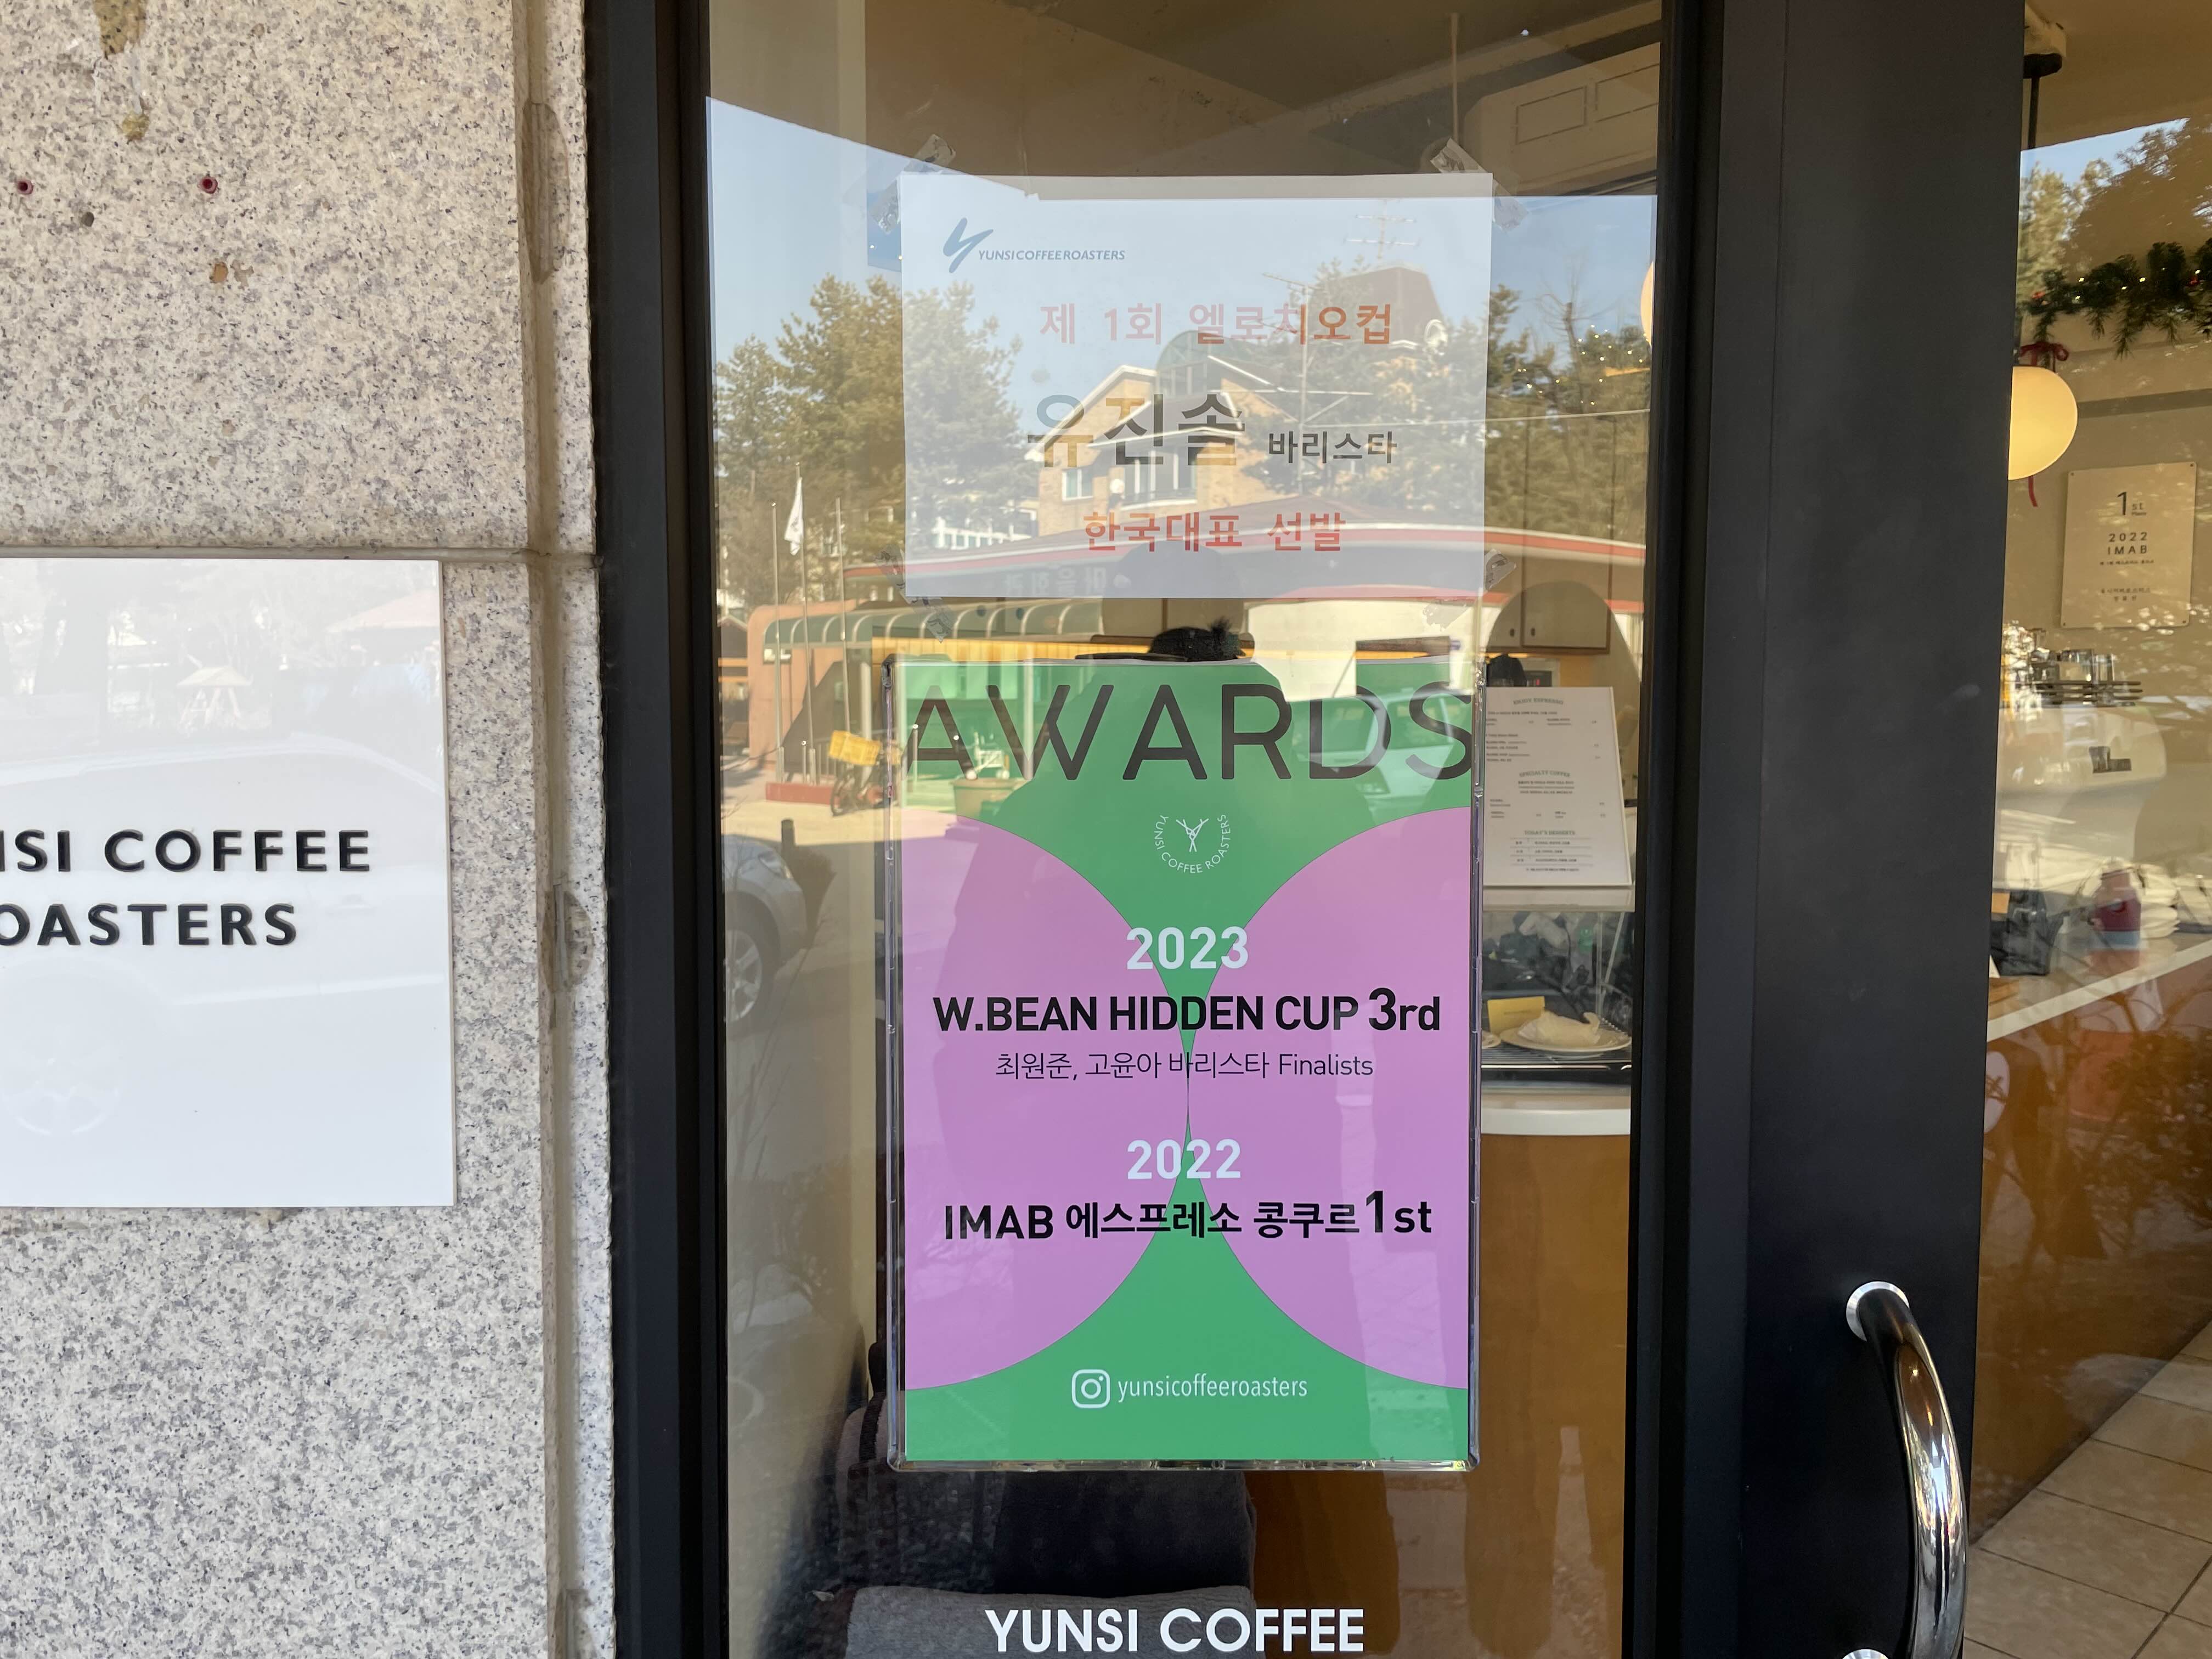 NSI COFFEE
OASTERS
YUNSI COFFEE ROASTERS
제 1회 엘로치오컵
유진솔 바리스타
한국대표 선발
AWARDS
YUNSI COFFEE ROASTERS
2023
W.BEAN HIDDEN CUP 3rd
최원준, 고윤아 바리스타 Finalists
2022
IMAB 에스프레소 콩쿠르 1st
yunsicoffeeroasters
YUNSI COFFEE
1st.
2022
IMAB